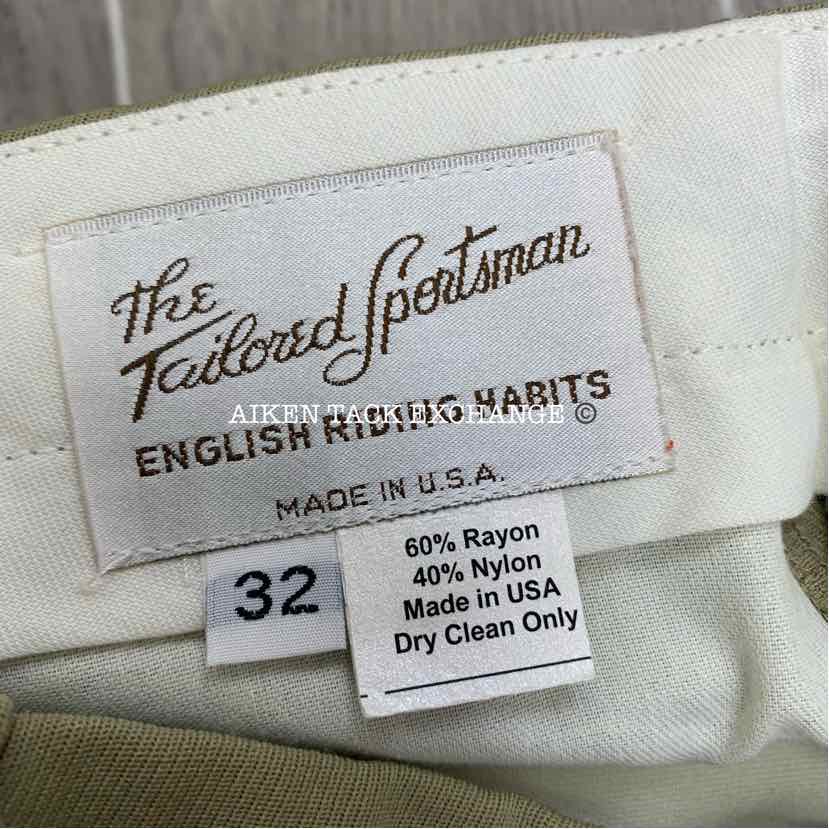 The
Tailored Sportsman
AIKEN TACK EXCHANGE ©
ENGLISH RIDING HABITS
MADE IN U.S.A.
32
60% Rayon
40% Nylon
Made in USA
Dry Clean Only